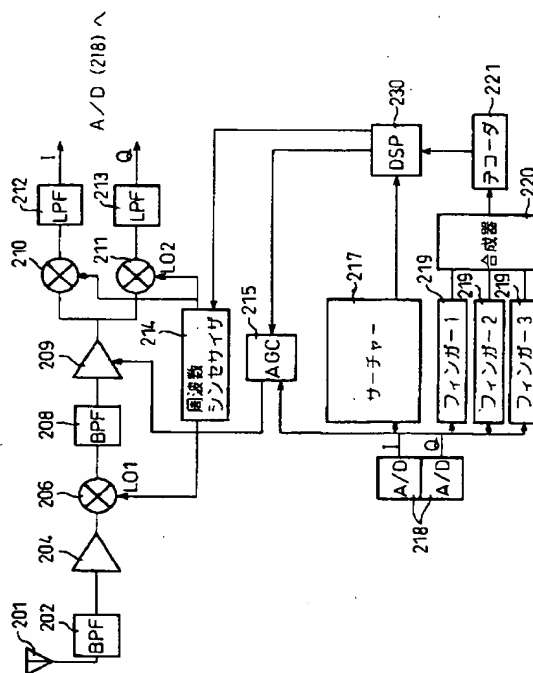 201
202
BPF
204
206
LO1
208
BPF
209
210
211
LO2
212
LPF
I
213
LPF
Q
A/D (218) へ
214
周波数
シンセサイザ
215
AGC
217
サーチャー
230
DSP
I
Q
A/D
A/D
218
219
フィンガー1
219
フィンガー2
219
フィンガー3
合成器
220
デコーダ
221